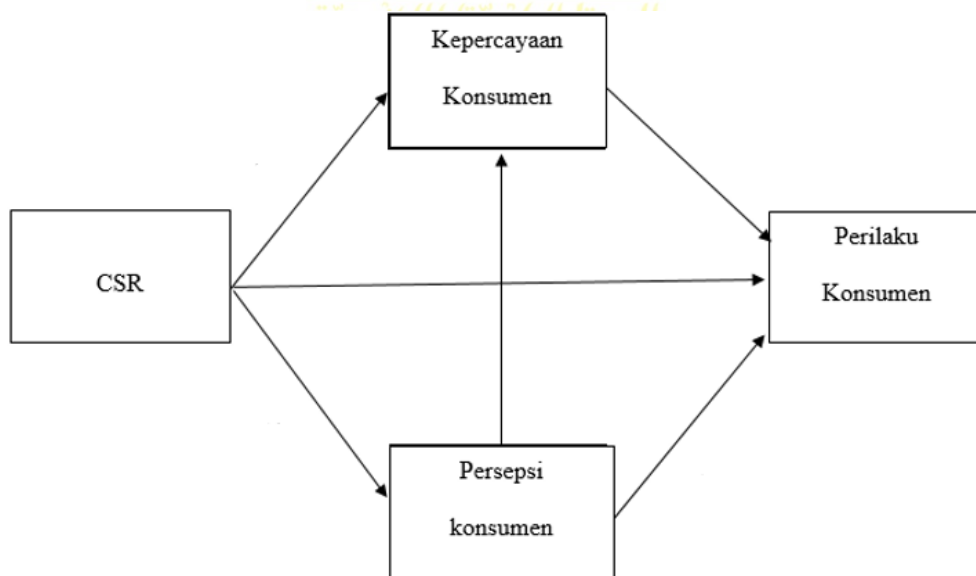 Kepercayaan
Konsumen
CSR
Perilaku
Konsumen
Persepsi
konsumen